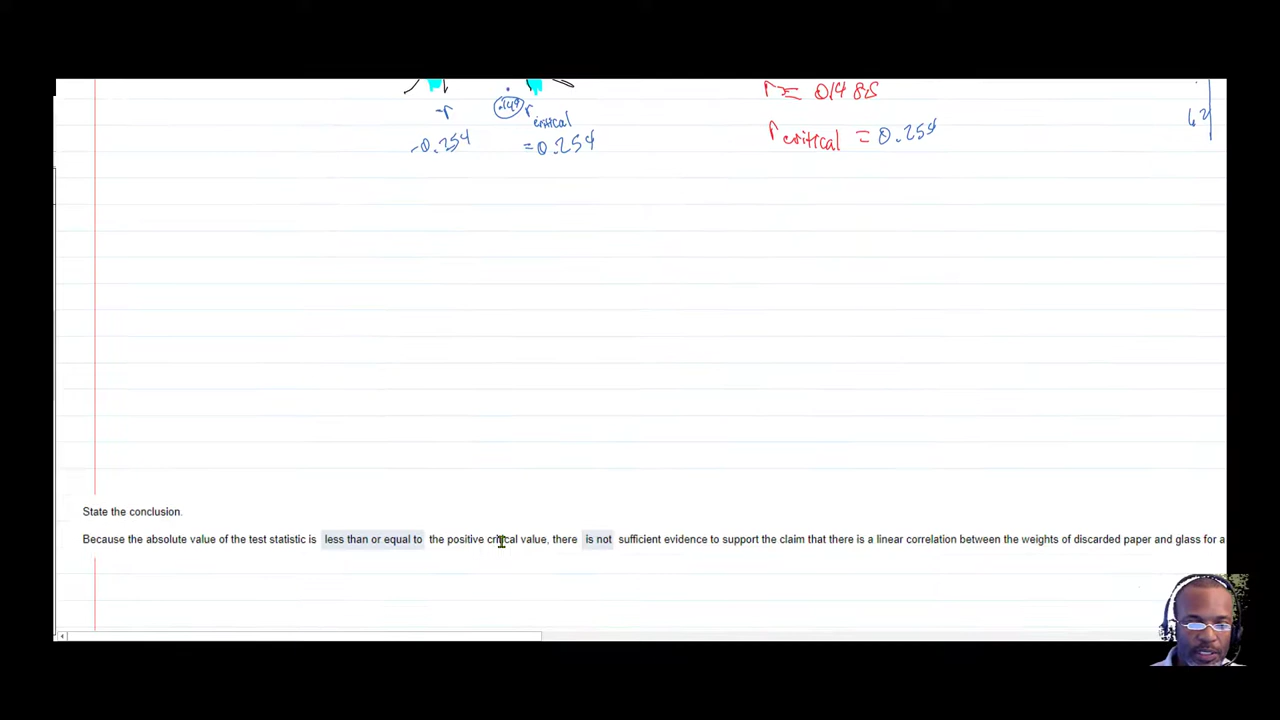 r = 0.1485
-r .149 r critical
-0.254 = 0.254
r critical = 0.254
62
State the conclusion.
Because the absolute value of the test statistic is less than or equal to the positive critical value, there is not sufficient evidence to support the claim that there is a linear correlation between the weights of discarded paper and glass for a